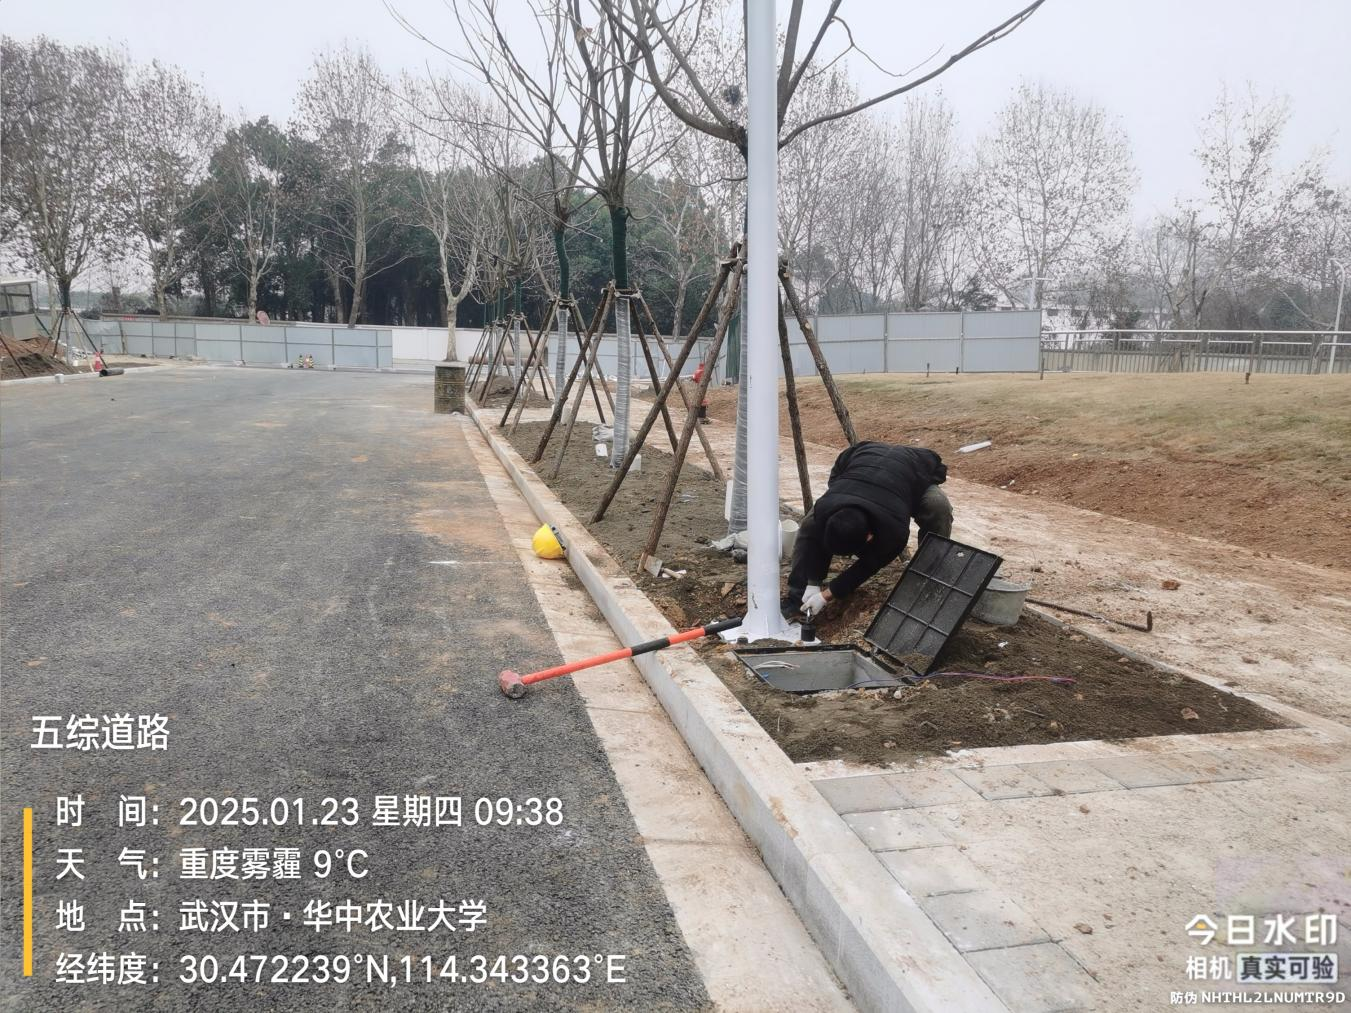 五综道路
时 间：2025.01.23 星期四 09:38
天 气：重度雾霾 9°C
地 点：武汉市·华中农业大学
经纬度：30.472239°N,114.343363°E
今日水印
相机 真实可验
防伪 NHTHL2LNUMTR9D